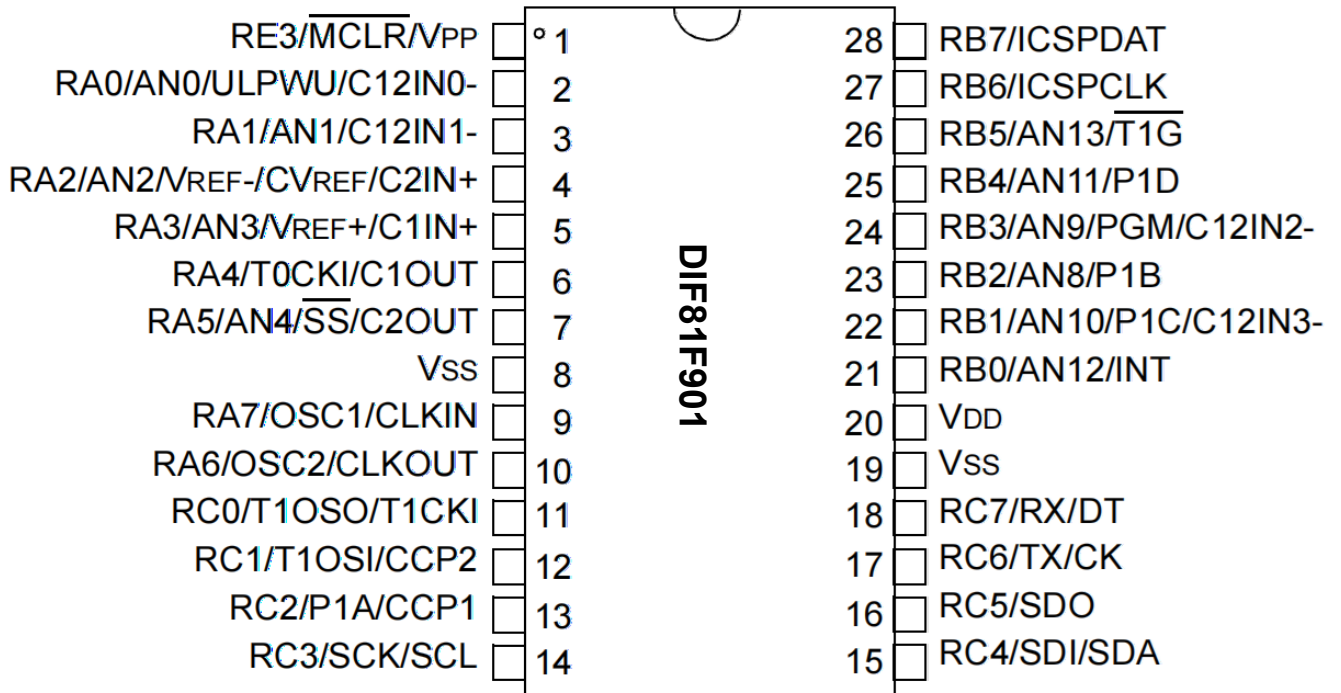 RE3/MCLR/VPP 1 28 RB7/ICSPDAT
RA0/AN0/ULPWU/C12IN0- 2 27 RB6/ICSPCLK
RA1/AN1/C12IN1- 3 26 RB5/AN13/T1G
RA2/AN2/VREF-/CVREF/C2IN+ 4 25 RB4/AN11/P1D
RA3/AN3/VREF+/C1IN+ 5 24 RB3/AN9/PGM/C12IN2-
RA4/T0CKI/C1OUT 6 23 RB2/AN8/P1B
RA5/AN4/SS/C2OUT 7 22 RB1/AN10/P1C/C12IN3-
VSS 8 21 RB0/AN12/INT
RA7/OSC1/CLKIN 9 20 VDD
RA6/OSC2/CLKOUT 10 19 VSS
RC0/T1OSO/T1CKI 11 18 RC7/RX/DT
RC1/T1OSI/CCP2 12 17 RC6/TX/CK
RC2/P1A/CCP1 13 16 RC5/SDO
RC3/SCK/SCL 14 15 RC4/SDI/SDA
DIF81F901